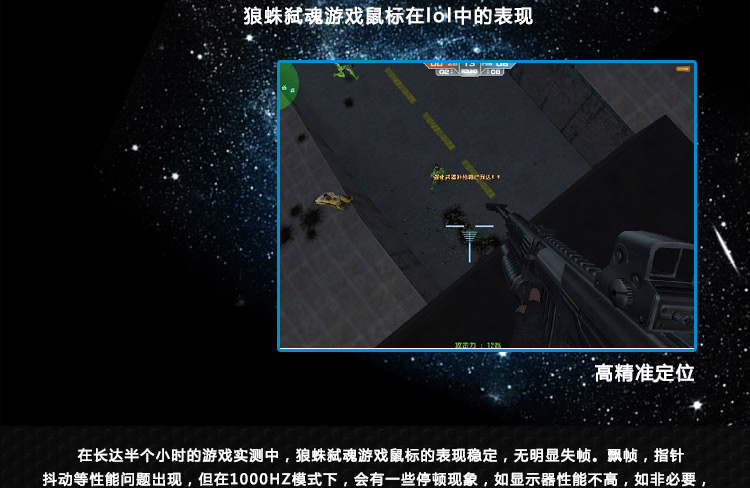 狼蛛弑魂游戏鼠标在lol中的表现
攻击力 : 120%
高精准定位
在长达半个小时的游戏实测中，狼蛛弑魂游戏鼠标的表现稳定，无明显失帧。飘帧，指针
抖动等性能问题出现，但在1000HZ模式下，会有一些停顿现象，如显示器性能不高，如非必要，